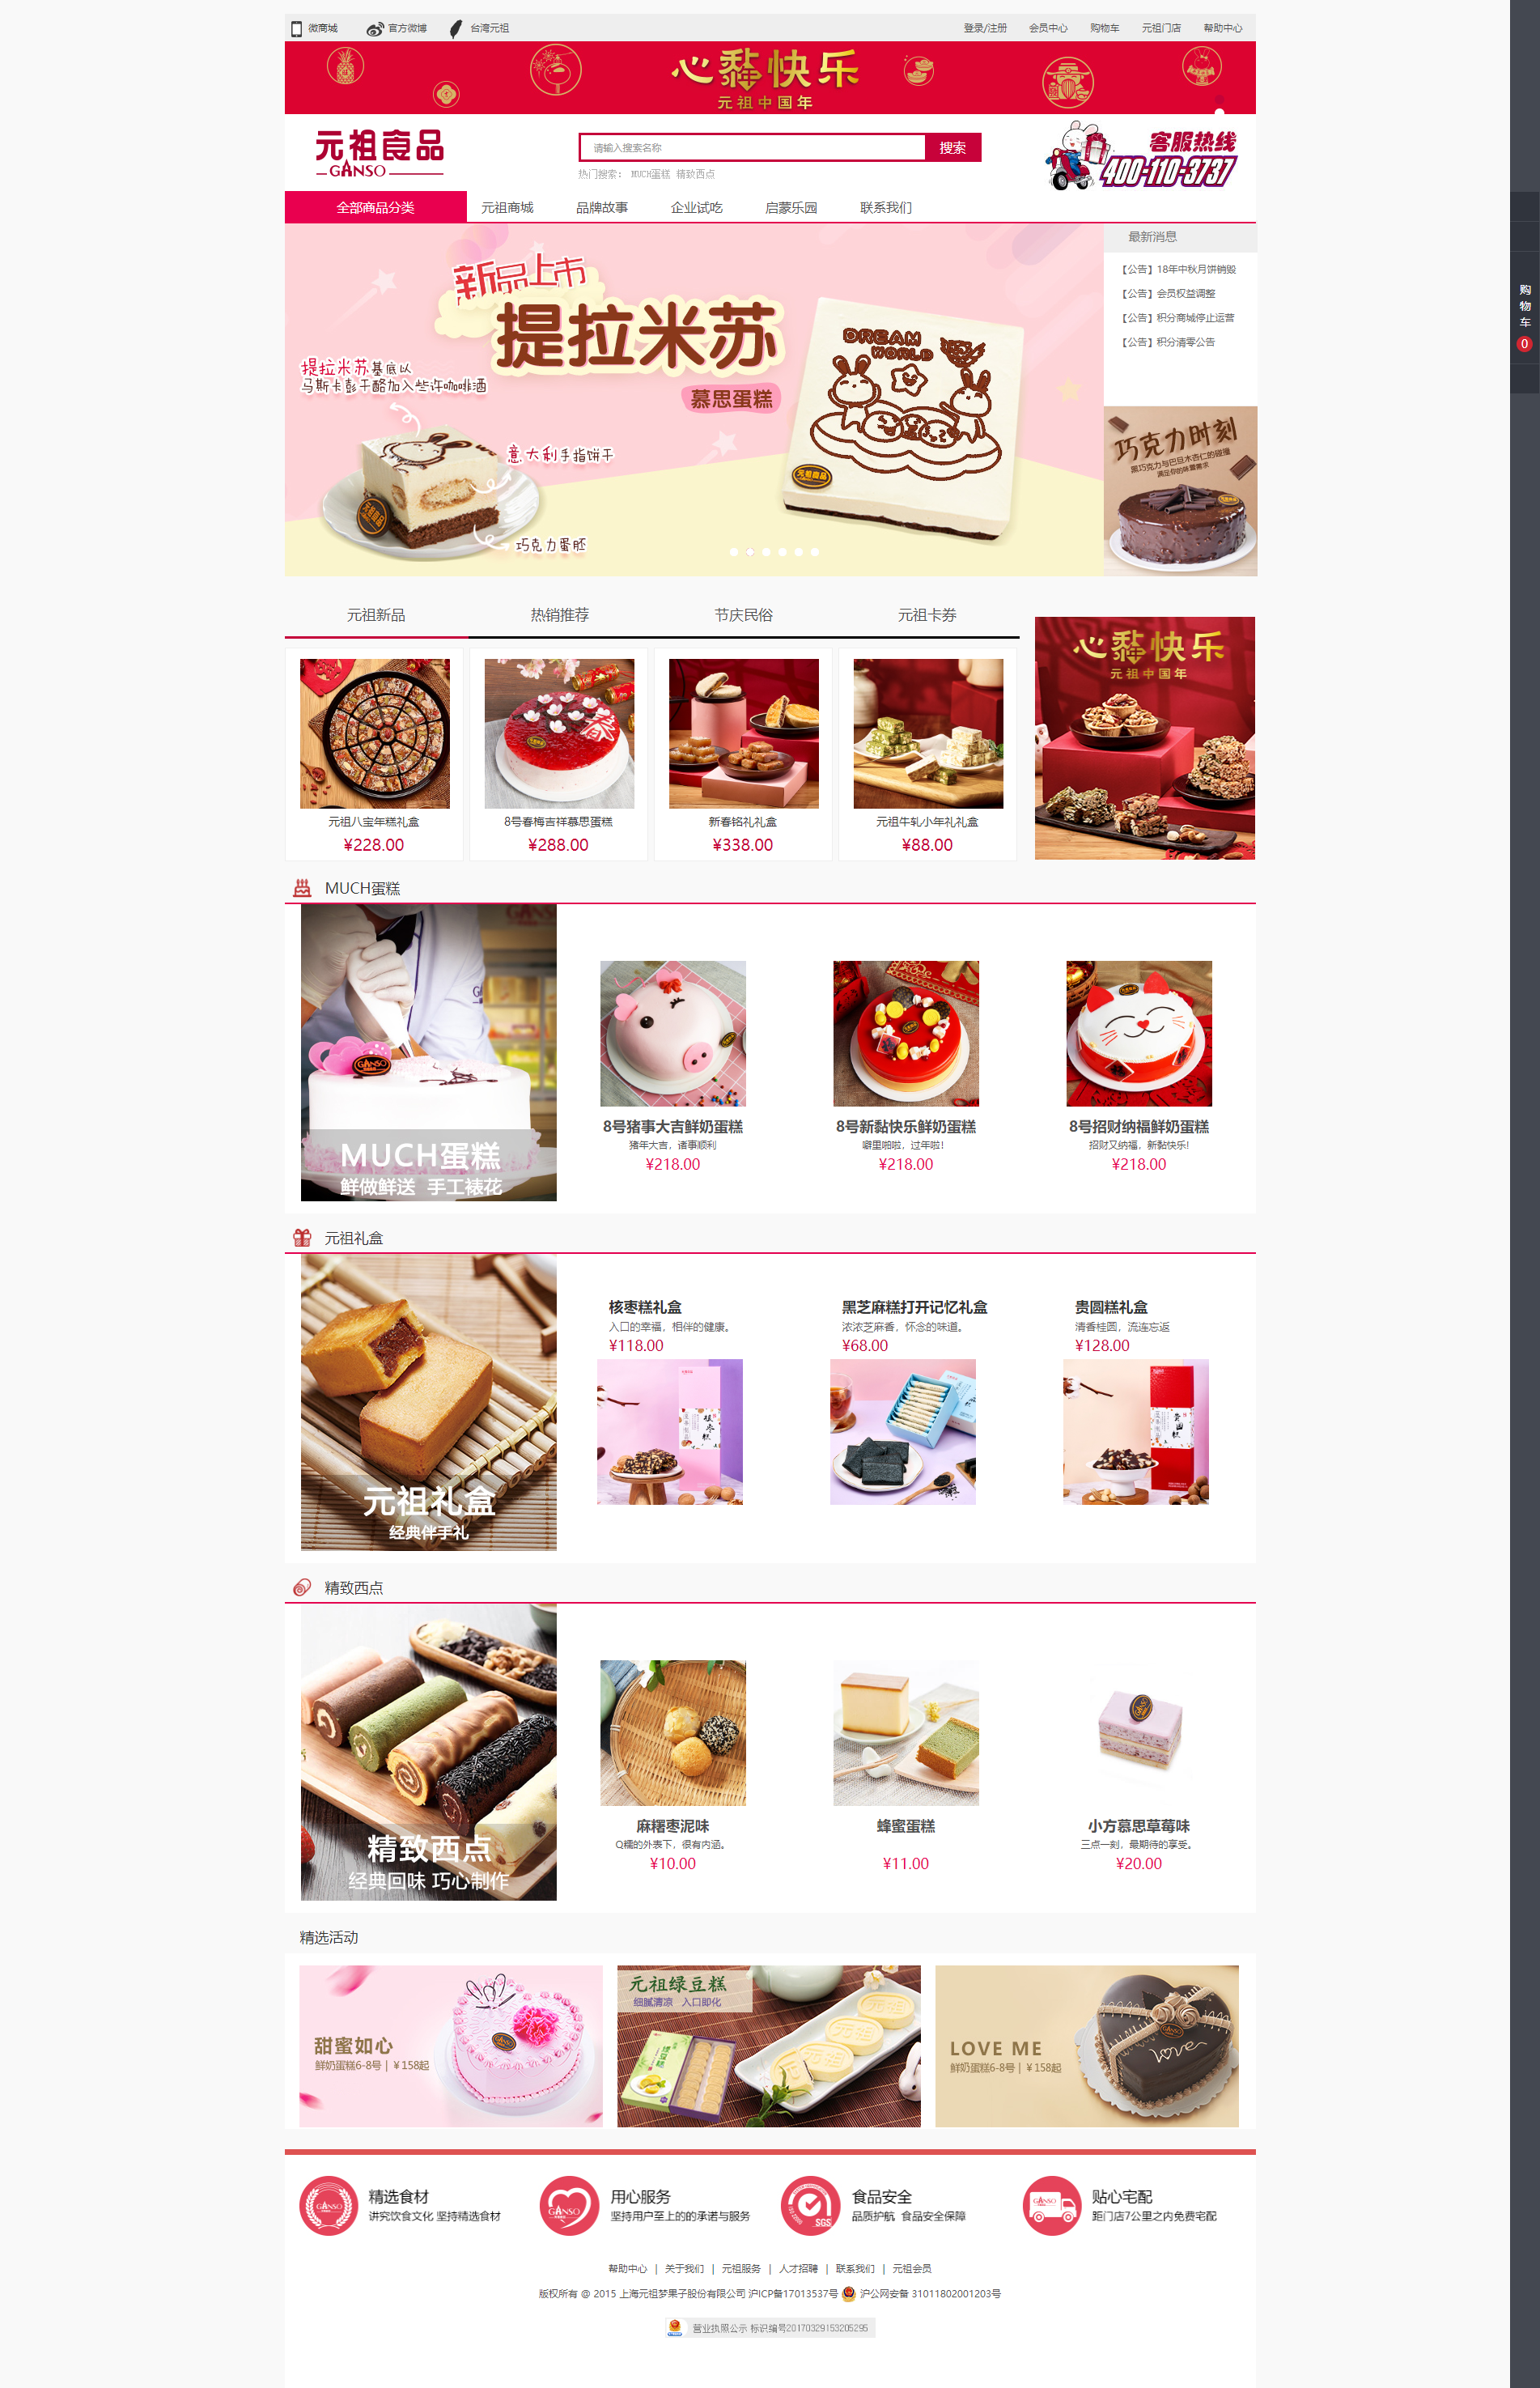 微商城 官方微博 台湾元祖 登录/注册 会员中心 购物车 元祖门店 帮助中心
心黏快乐
元祖中国年
元祖食品
GANSO
请输入搜索名称 搜索
热门搜索: MUCH蛋糕 精致西点
客服热线
400-110-3737
全部商品分类 元祖商城 品牌故事 企业试吃 启蒙乐园 联系我们
新品上市
提拉米苏
慕思蛋糕
提拉米苏基底以
马斯卡彭干酪加入些许咖啡酒
意大利手指饼干
巧克力蛋胚
DREAM
WORLD
元祖食品
最新消息
【公告】18年中秋月饼销毁
【公告】会员权益调整
【公告】积分商城停止运营
【公告】积分清零公告
巧克力时刻
黑巧克力与巴旦木杏仁的碰撞
满足你的味蕾需求
购物车
0
元祖新品 热销推荐 节庆民俗 元祖卡券
元祖八宝年糕礼盒
¥228.00
8号春梅吉祥慕思蛋糕
¥288.00
新春铭礼礼盒
¥338.00
元祖牛轧小年礼礼盒
¥88.00
心黏快乐
元祖中国年
MUCH蛋糕
GANSO
MUCH蛋糕
鲜做鲜送 手工裱花
8号猪事大吉鲜奶蛋糕
猪年大吉，诸事顺利
¥218.00
8号新黏快乐鲜奶蛋糕
噼里啪啦，过年啦!
¥218.00
8号招财纳福鲜奶蛋糕
招财又纳福，新黏快乐!
¥218.00
元祖礼盒
元祖礼盒
经典伴手礼
核枣糕礼盒
入口的幸福，相伴的健康。
¥118.00
黑芝麻糕打开记忆礼盒
浓浓芝麻香，怀念的味道。
¥68.00
贵圆糕礼盒
清香桂圆，流连忘返
¥128.00
核枣糕
贵圆糕
精致西点
精致西点
经典回味 巧心制作
麻糬枣泥味
Q糯的外表下，很有内涵。
¥10.00
蜂蜜蛋糕
¥11.00
小方慕思草莓味
三点一刻，最期待的享受。
¥20.00
精选活动
甜蜜如心
鲜奶蛋糕6-8号 | ￥158起
元祖绿豆糕
细腻清凉 入口即化
LOVE ME
鲜奶蛋糕6-8号 | ￥158起
Love
精选食材
讲究饮食文化 坚持精选食材
用心服务
坚持用户至上的的承诺与服务
食品安全
品质护航 食品安全保障
SGS
贴心宅配
距门店7公里之内免费宅配
帮助中心 | 关于我们 | 元祖服务 | 人才招聘 | 联系我们 | 元祖会员
版权所有 @ 2015 上海元祖梦果子股份有限公司 沪ICP备17013537号 沪公网安备 31011802001203号
营业执照公示 标识编号20170329153205295